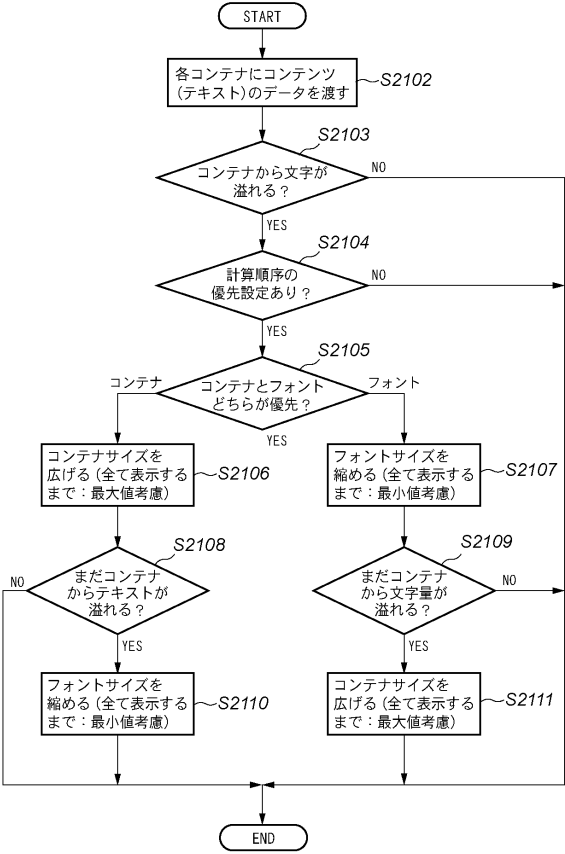 START
各コンテナにコンテンツ
(テキスト)のデータを渡す
S2102
S2103
コンテナから文字が
溢れる?
NO
YES
S2104
計算順序の
優先設定あり?
NO
YES
S2105
コンテナ
コンテナとフォント
どちらが優先?
フォント
YES
コンテナサイズを
広げる(全て表示する
まで:最大値考慮)
S2106
フォントサイズを
縮める(全て表示する
まで:最小値考慮)
S2107
S2108
まだコンテナ
からテキストが
溢れる?
NO
YES
S2109
まだコンテナ
から文字量が
溢れる?
NO
YES
フォントサイズを
縮める(全て表示する
まで:最小値考慮)
S2110
コンテナサイズを
広げる(全て表示する
まで:最大値考慮)
S2111
END